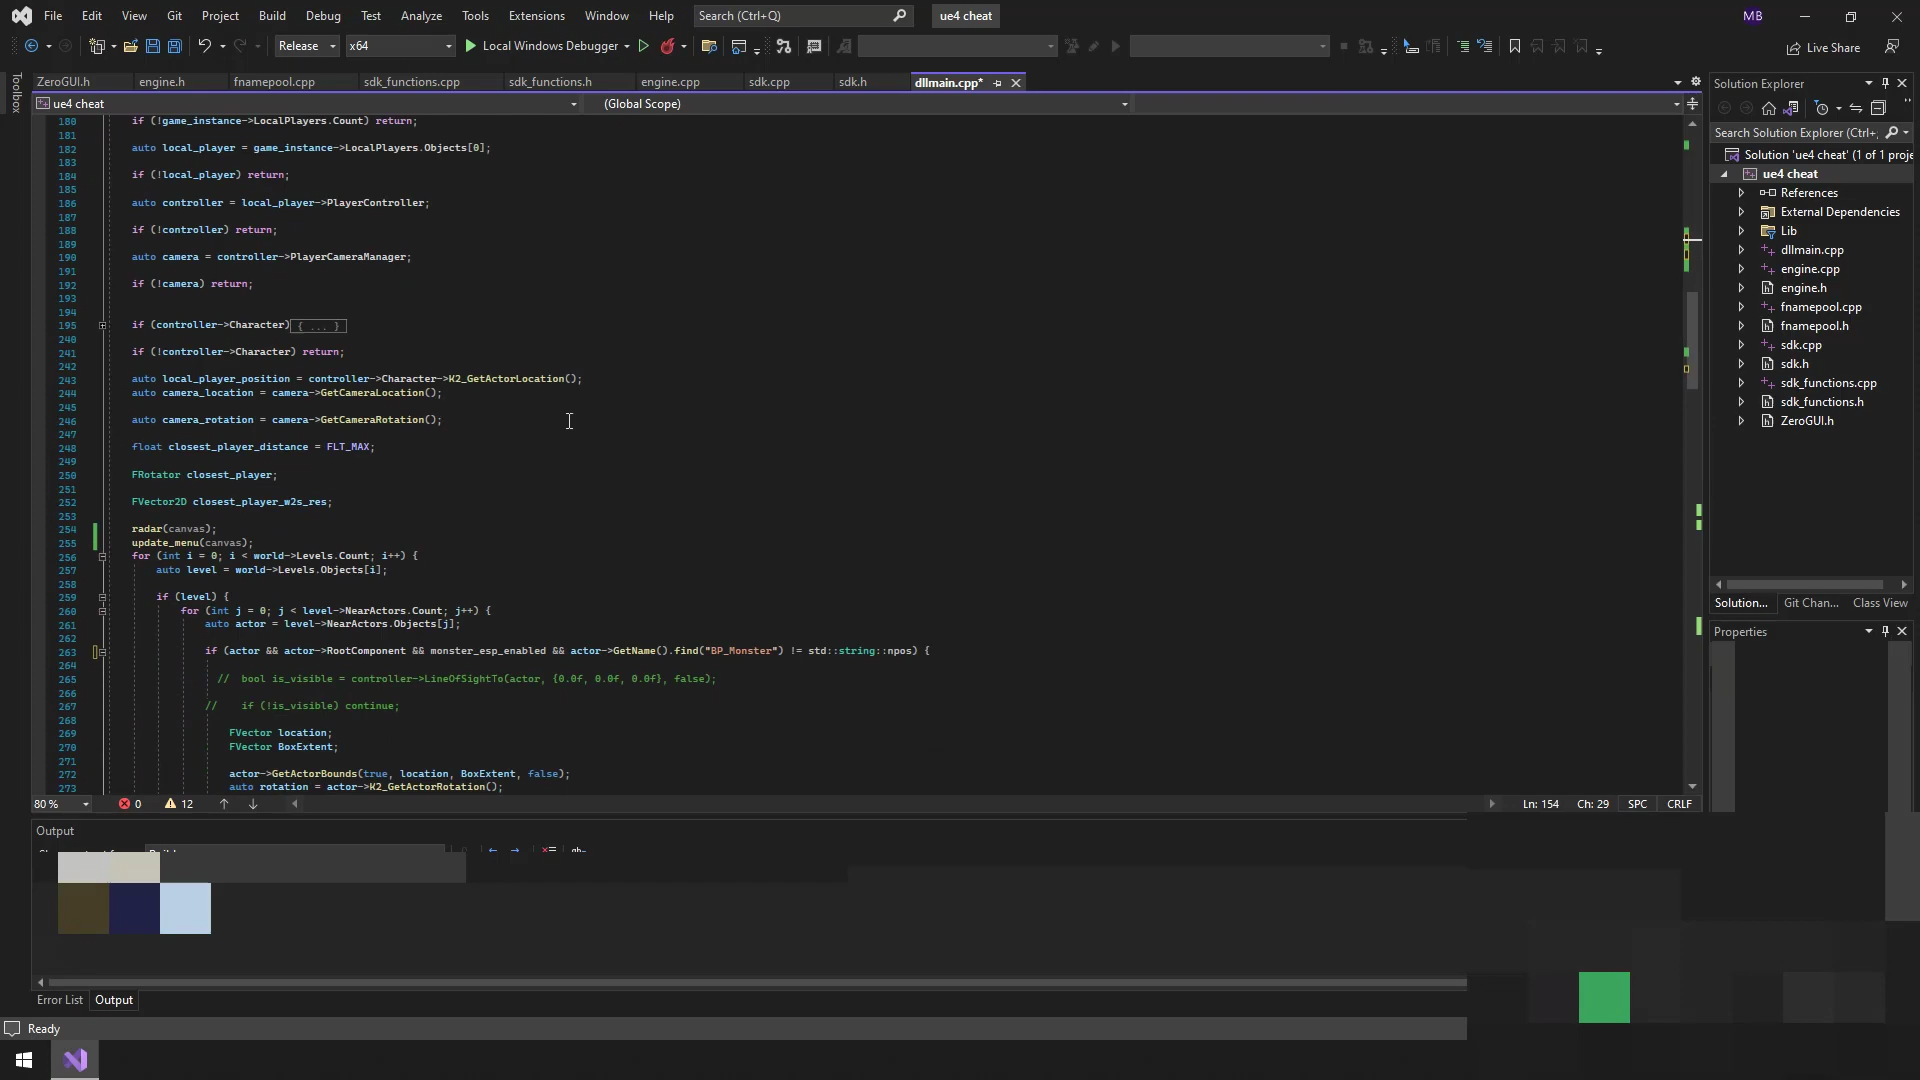 File Edit View Git Project Build Debug Test Analyze Tools Extensions Window Help Search (Ctrl+Q) ue4 cheat MB
Release x64 Local Windows Debugger Live Share
Toolbox
ZeroGUI.h engine.h fnamepool.cpp sdk_functions.cpp sdk_functions.h engine.cpp sdk.cpp sdk.h dllmain.cpp*
ue4 cheat (Global Scope)
180 if (!game_instance->LocalPlayers.Count) return;
181
182 auto local_player = game_instance->LocalPlayers.Objects[0];
183
184 if (!local_player) return;
185
186 auto controller = local_player->PlayerController;
187
188 if (!controller) return;
189
190 auto camera = controller->PlayerCameraManager;
191
192 if (!camera) return;
193
194
195 if (controller->Character) { ... }
240
241 if (!controller->Character) return;
242
243 auto local_player_position = controller->Character->K2_GetActorLocation();
244 auto camera_location = camera->GetCameraLocation();
245
246 auto camera_rotation = camera->GetCameraRotation();
247
248 float closest_player_distance = FLT_MAX;
249
250 FRotator closest_player;
251
252 FVector2D closest_player_w2s_res;
253
254 radar(canvas);
255 update_menu(canvas);
256 for (int i = 0; i < world->Levels.Count; i++) {
257 auto level = world->Levels.Objects[i];
258
259 if (level) {
260 for (int j = 0; j < level->NearActors.Count; j++) {
261 auto actor = level->NearActors.Objects[j];
262
263 if (actor && actor->RootComponent && monster_esp_enabled && actor->GetName().find("BP_Monster") != std::string::npos) {
264
265 // bool is_visible = controller->LineOfSightTo(actor, {0.0f, 0.0f, 0.0f}, false);
266
267 // if (!is_visible) continue;
268
269 FVector location;
270 FVector BoxExtent;
271
272 actor->GetActorBounds(true, location, BoxExtent, false);
273 auto rotation = actor->K2_GetActorRotation();
80 % 0 12 Ln: 154 Ch: 29 SPC CRLF
Output
Error List Output
Ready
Solution Explorer
Search Solution Explorer (Ctrl+;
Solution 'ue4 cheat' (1 of 1 proje
ue4 cheat
References
External Dependencies
Lib
dllmain.cpp
engine.cpp
engine.h
fnamepool.cpp
fnamepool.h
sdk.cpp
sdk.h
sdk_functions.cpp
sdk_functions.h
ZeroGUI.h
Solution... Git Chan... Class View
Properties